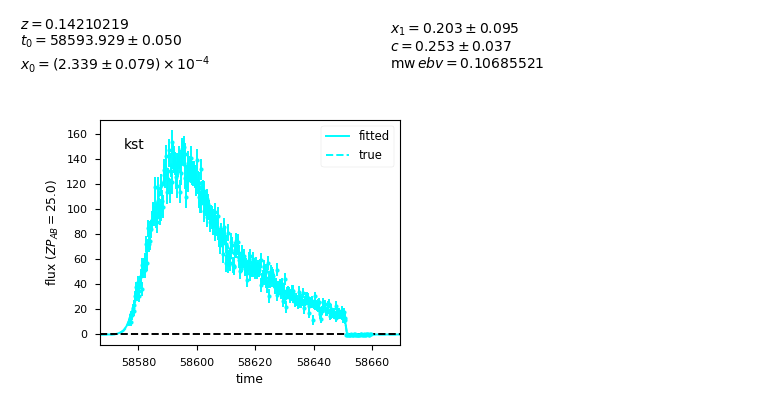 z = 0.14210219
t₀ = 58593.929 ± 0.050
x₀ = (2.339 ± 0.079) × 10⁻⁴
x₁ = 0.203 ± 0.095
c = 0.253 ± 0.037
mw ebv = 0.10685521
kst
fitted
true
160
140
120
100
80
60
40
20
0
flux (ZP_AB = 25.0)
58580 58600 58620 58640 58660
time